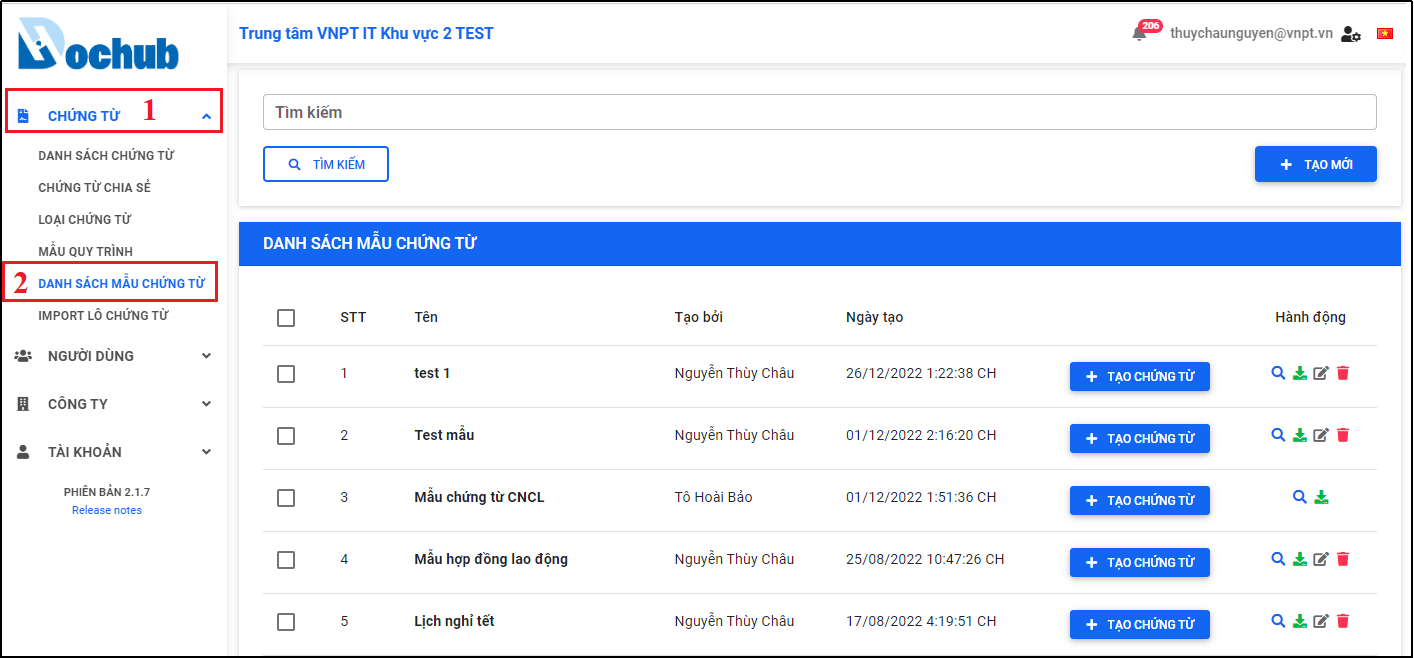 Dochub
Trung tâm VNPT IT Khu vực 2 TEST
206
thuychaunguyen@vnpt.vn
CHỨNG TỪ 1
DANH SÁCH CHỨNG TỪ
CHỨNG TỪ CHIA SẺ
LOẠI CHỨNG TỪ
MẪU QUY TRÌNH
2 DANH SÁCH MẪU CHỨNG TỪ
IMPORT LÔ CHỨNG TỪ
NGƯỜI DÙNG
CÔNG TY
TÀI KHOẢN
PHIÊN BẢN 2.1.7
Release notes
Tìm kiếm
TÌM KIẾM
TẠO MỚI
DANH SÁCH MẪU CHỨNG TỪ
STT Tên Tạo bởi Ngày tạo Hành động
1 test 1 Nguyễn Thùy Châu 26/12/2022 1:22:38 CH TẠO CHỨNG TỪ
2 Test mẫu Nguyễn Thùy Châu 01/12/2022 2:16:20 CH TẠO CHỨNG TỪ
3 Mẫu chứng từ CNCL Tô Hoài Bảo 01/12/2022 1:51:36 CH TẠO CHỨNG TỪ
4 Mẫu hợp đồng lao động Nguyễn Thùy Châu 25/08/2022 10:47:26 CH TẠO CHỨNG TỪ
5 Lịch nghỉ tết Nguyễn Thùy Châu 17/08/2022 4:19:51 CH TẠO CHỨNG TỪ